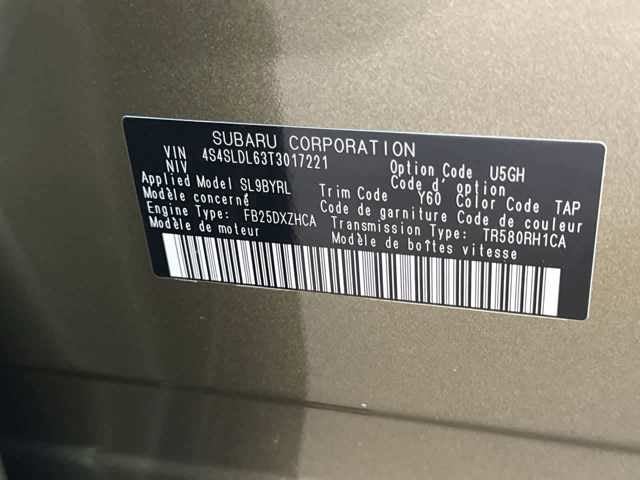 SUBARU CORPORATION
VIN 4S4SLDL63T3017221
NIV
Option Code U5GH
Code d' option
Applied Model SL9BYRL Trim Code Y60 Color Code TAP
Modèle concerné Code de garniture Code de couleur
Engine Type: FB25DXZHCA Transmission Type: TR580RH1CA
Modèle de moteur Modèle de boîtes vitesse